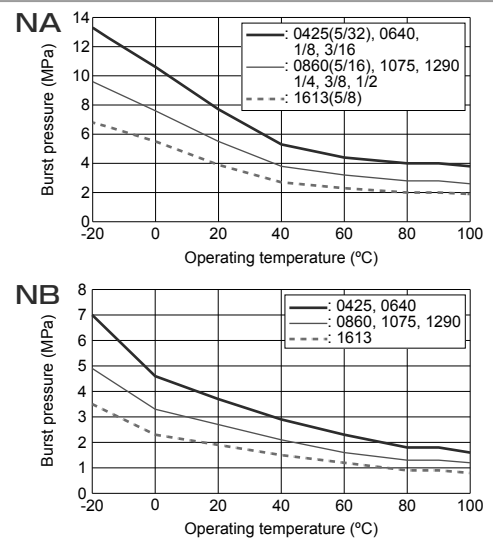 NA
14
12
10
8
6
4
2
0
Burst pressure (MPa)
: 0425(5/32), 0640,
1/8, 3/16
: 0860(5/16), 1075, 1290
1/4, 3/8, 1/2
: 1613(5/8)
-20 0 20 40 60 80 100
Operating temperature (ºC)
NB
8
7
6
5
4
3
2
1
0
Burst pressure (MPa)
: 0425, 0640
: 0860, 1075, 1290
: 1613
-20 0 20 40 60 80 100
Operating temperature (ºC)